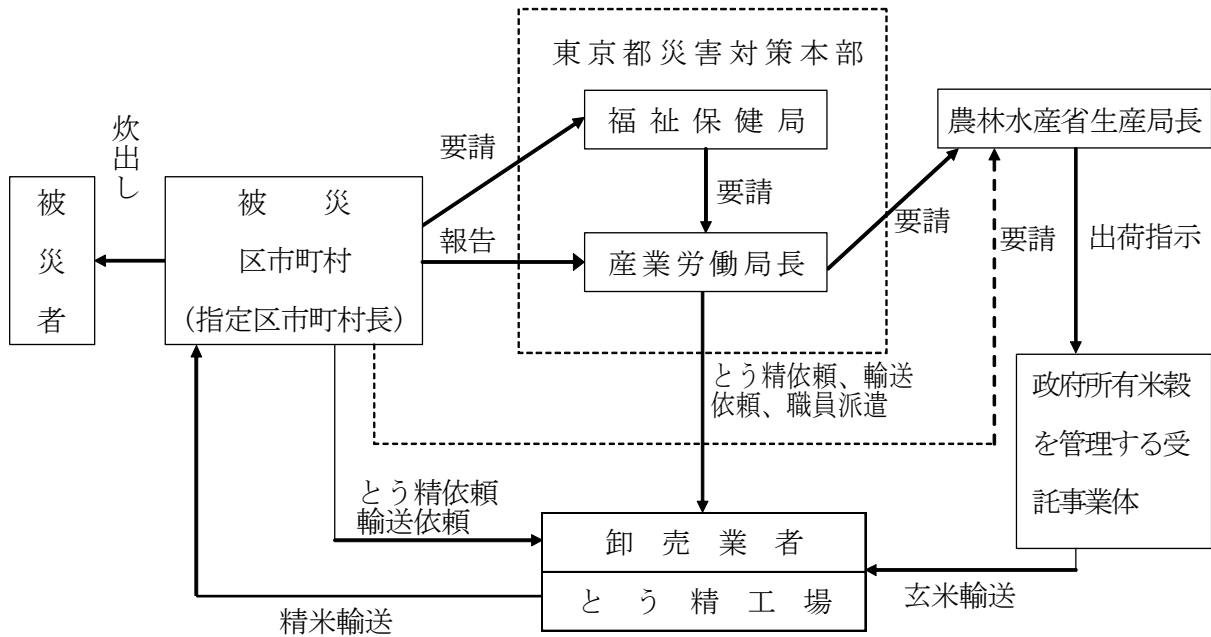 東京都災害対策本部
福祉保健局
農林水産省生産局長
炊出し
要請
被災者
被災
区市町村
(指定区市町村長)
要請
要請
要請
出荷指示
報告
産業労働局長
とう精依頼、輸送
依頼、職員派遣
政府所有米穀
を管理する受
託事業体
とう精依頼
輸送依頼
卸売業者
とう精工場
玄米輸送
精米輸送